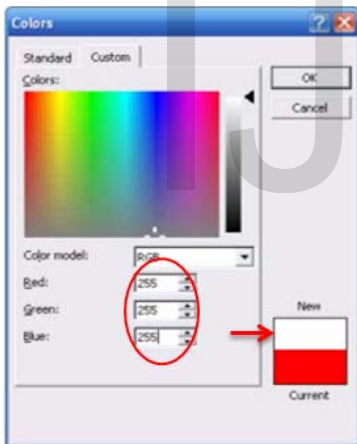 Colors
Standard Custom
Colors:
OK
Cancel
Color model: RGB
Red: 255
Green: 255
Blue: 255
New
Current